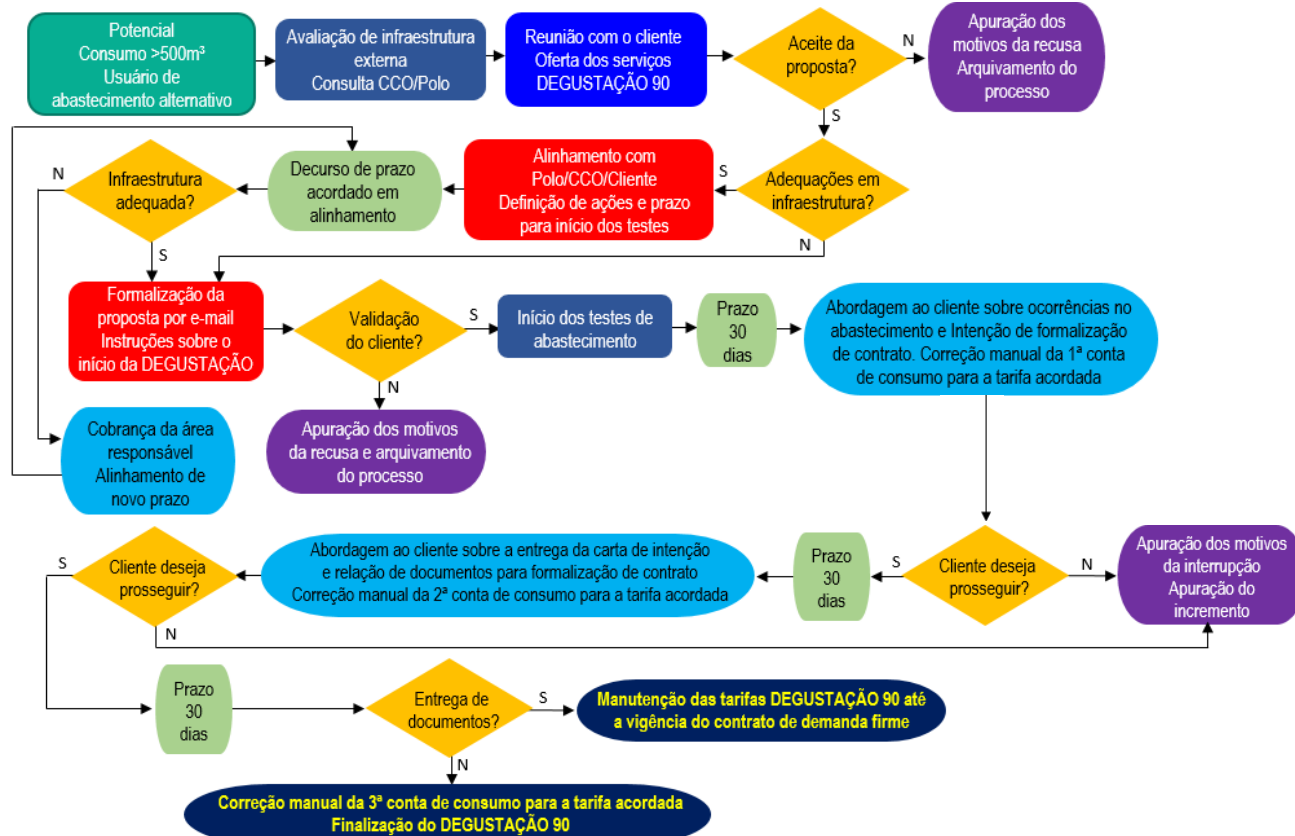 Potencial
Consumo >500m³
Usuário de
abastecimento alternativo
Avaliação de infraestrutura
externa
Consulta CCO/Polo
Reunião com o cliente
Oferta dos serviços
DEGUSTAÇÃO 90
Aceite da
proposta?
N
Apuração dos
motivos da recusa
Arquivamento do
processo
S
N
Infraestrutura
adequada?
Decurso de prazo
acordado em
alinhamento
Alinhamento com
Polo/CCO/Cliente
Definição de ações e prazo
para início dos testes
S
Adequações em
infraestrutura?
S
N
Formalização da
proposta por e-mail
Instruções sobre o
início da DEGUSTAÇÃO
Validação
do cliente?
S
Início dos testes de
abastecimento
Prazo
30
dias
Abordagem ao cliente sobre ocorrências no
abastecimento e Intenção de formalização
de contrato. Correção manual da 1ª conta
de consumo para a tarifa acordada
N
Cobrança da área
responsável
Alinhamento de
novo prazo
Apuração dos motivos
da recusa e arquivamento
do processo
S
Cliente deseja
prosseguir?
Abordagem ao cliente sobre a entrega da carta de intenção
e relação de documentos para formalização de contrato
Correção manual da 2ª conta de consumo para a tarifa acordada
Prazo
30
dias
S
Cliente deseja
prosseguir?
N
Apuração dos motivos
da interrupção
Apuração do
incremento
N
Prazo
30
dias
Entrega de
documentos?
S
Manutenção das tarifas DEGUSTAÇÃO 90 até
a vigência do contrato de demanda firme
N
Correção manual da 3ª conta de consumo para a tarifa acordada
Finalização do DEGUSTAÇÃO 90